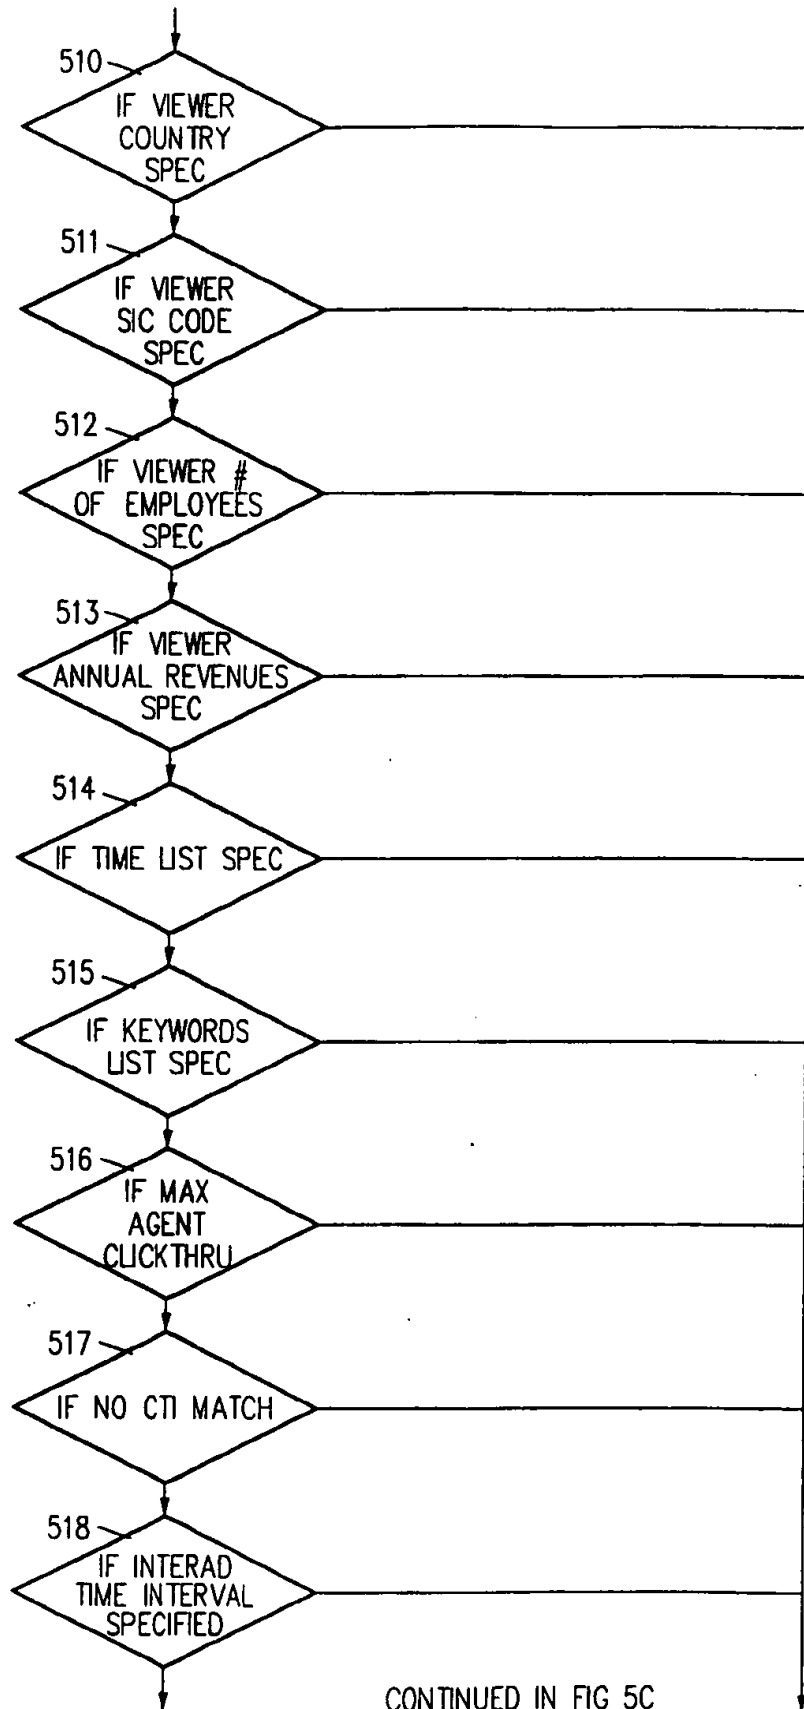 510
IF VIEWER
COUNTRY
SPEC
511
IF VIEWER
SIC CODE
SPEC
512
IF VIEWER #
OF EMPLOYEES
SPEC
513
IF VIEWER
ANNUAL REVENUES
SPEC
514
IF TIME LIST SPEC
515
IF KEYWORDS
LIST SPEC
516
IF MAX
AGENT
CLICKTHRU
517
IF NO CTI MATCH
518
IF INTERAD
TIME INTERVAL
SPECIFIED
CONTINUED IN FIG 5C